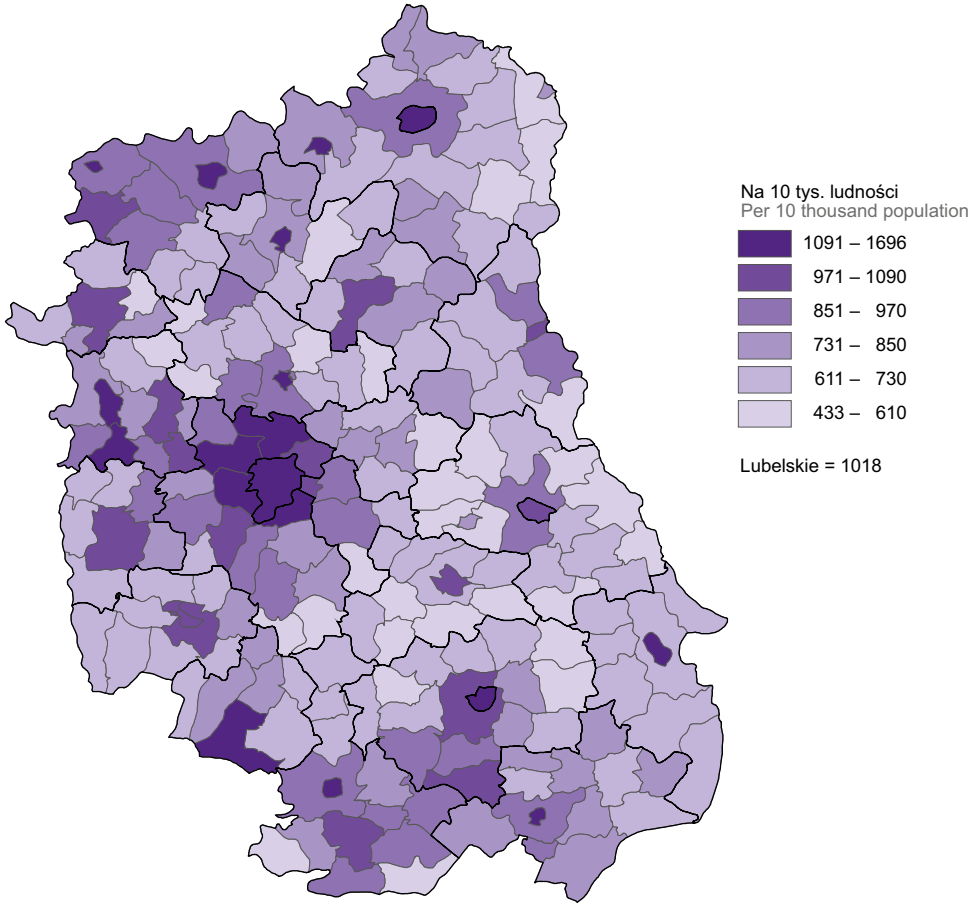 Na 10 tys. ludności
Per 10 thousand population
1091 – 1696
971 – 1090
851 – 970
731 – 850
611 – 730
433 – 610
Lubelskie = 1018